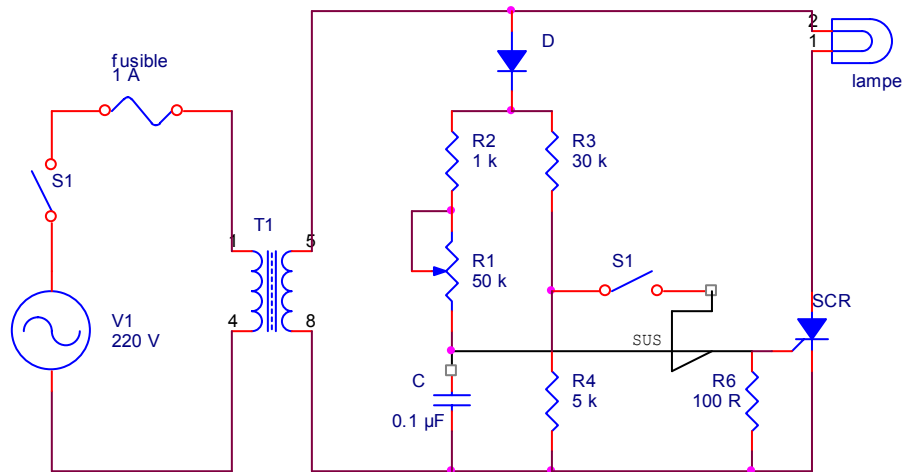 fusible
1 A
S1
V1
220 V
T1
1
4
5
8
D
R2
1 k
R3
30 k
R1
50 k
S1
SUS
C
0.1 µF
R4
5 k
R6
100 R
SCR
2
1
lampe